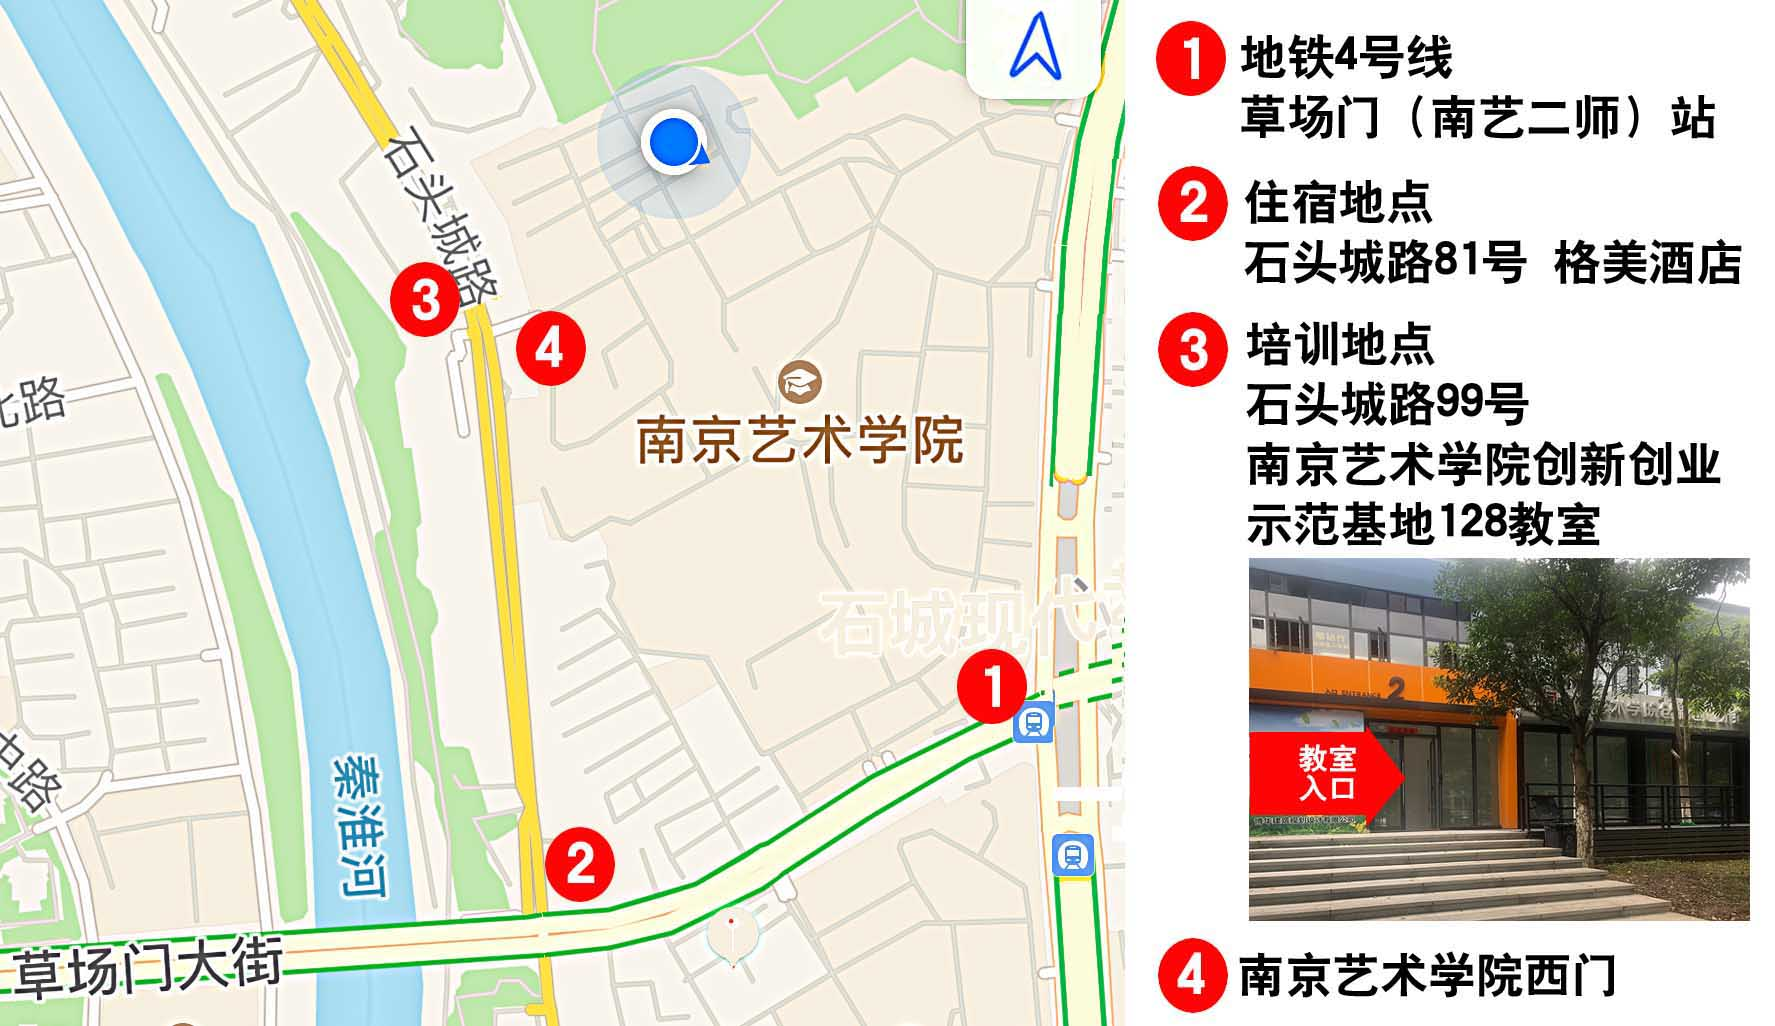 石头城路
3
4
南京艺术学院
石城现代
1
秦淮河
2
草场门大街
北路
中路
1 地铁4号线
草场门（南艺二师）站
2 住宿地点
石头城路81号 格美酒店
3 培训地点
石头城路99号
南京艺术学院创新创业
示范基地128教室
ENTRANCE 2
教室
入口
4 南京艺术学院西门